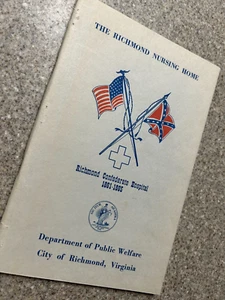 THE RICHMOND NURSING HOME
Richmond Confederate Hospital
1861-1865
Department of Public Welfare
City of Richmond, Virginia